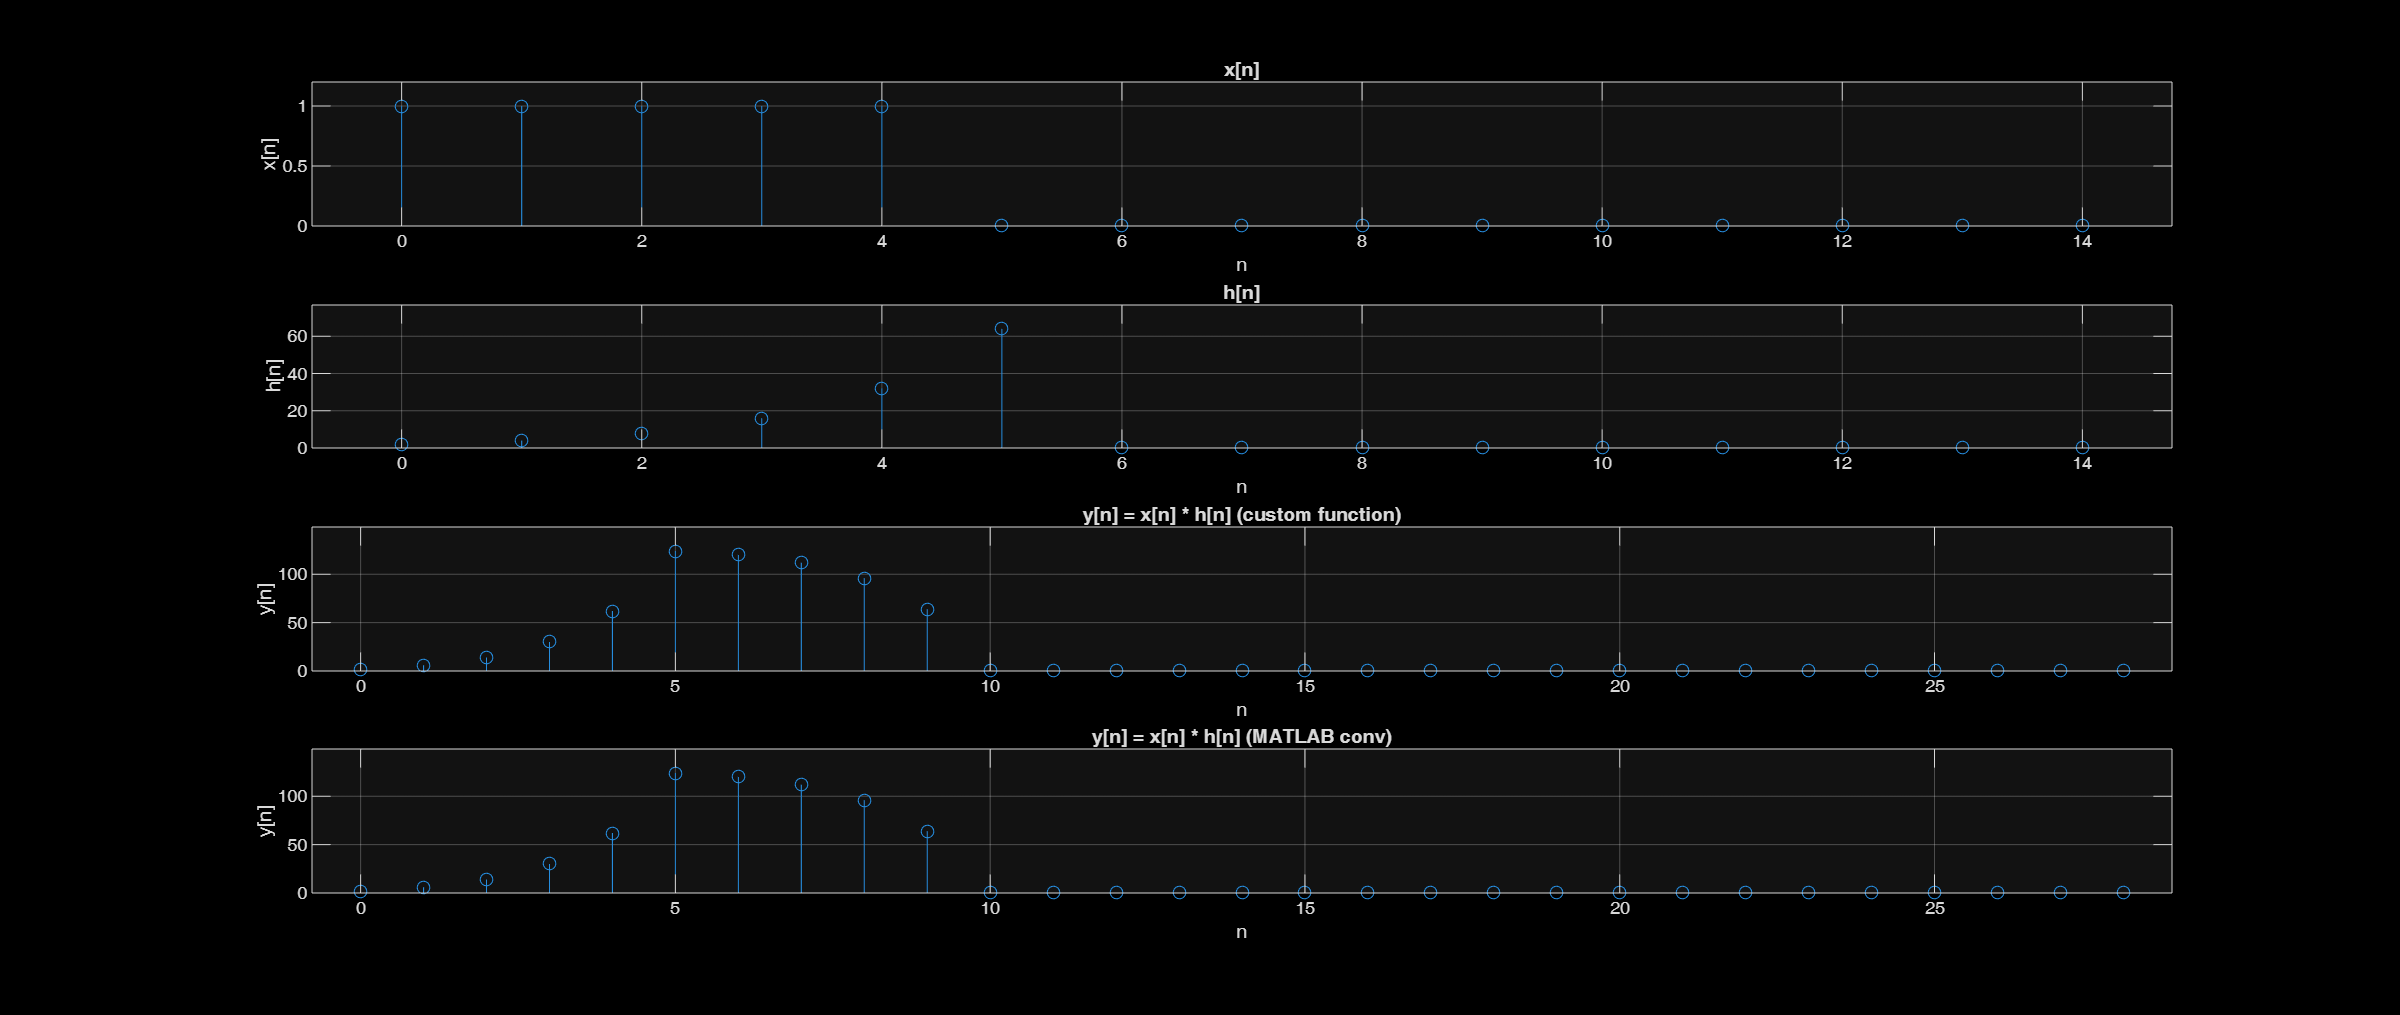 x[n]
1
0.5
0
x[n]
0 2 4 6 8 10 12 14
n
h[n]
60
40
20
0
h[n]
0 2 4 6 8 10 12 14
n
y[n] = x[n] * h[n] (custom function)
100
50
0
y[n]
0 5 10 15 20 25
n
y[n] = x[n] * h[n] (MATLAB conv)
100
50
0
y[n]
0 5 10 15 20 25
n